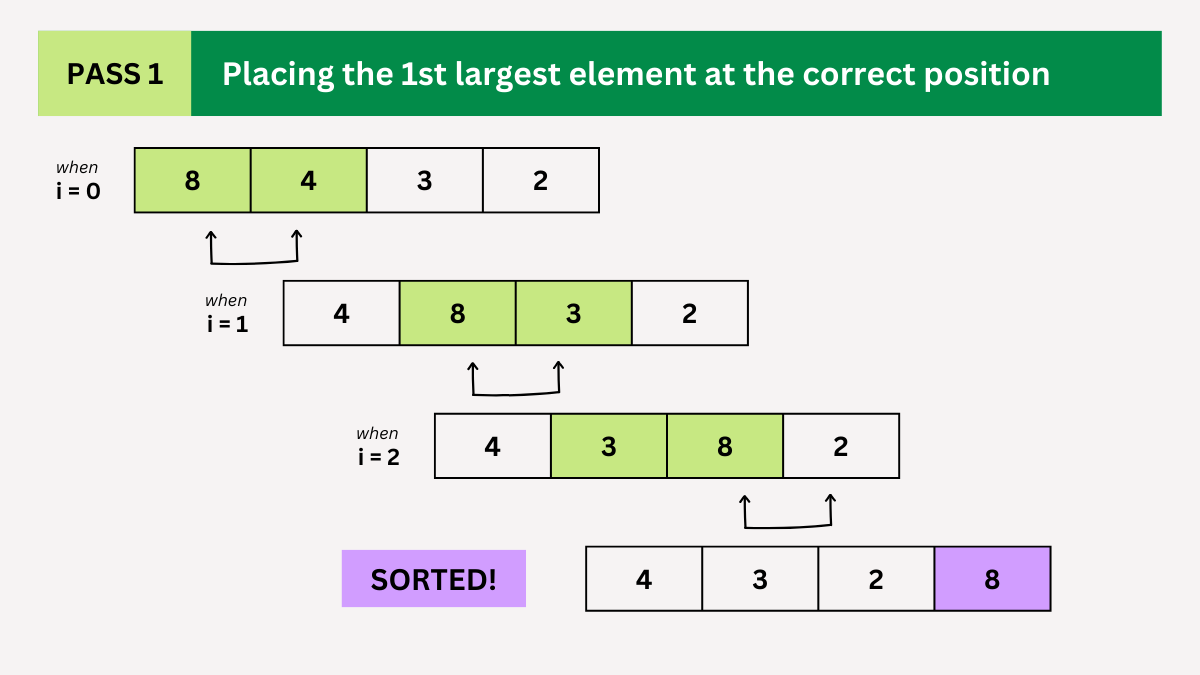 PASS 1
Placing the 1st largest element at the correct position
when
i = 0
8 4 3 2
when
i = 1
4 8 3 2
when
i = 2
4 3 8 2
SORTED!
4 3 2 8